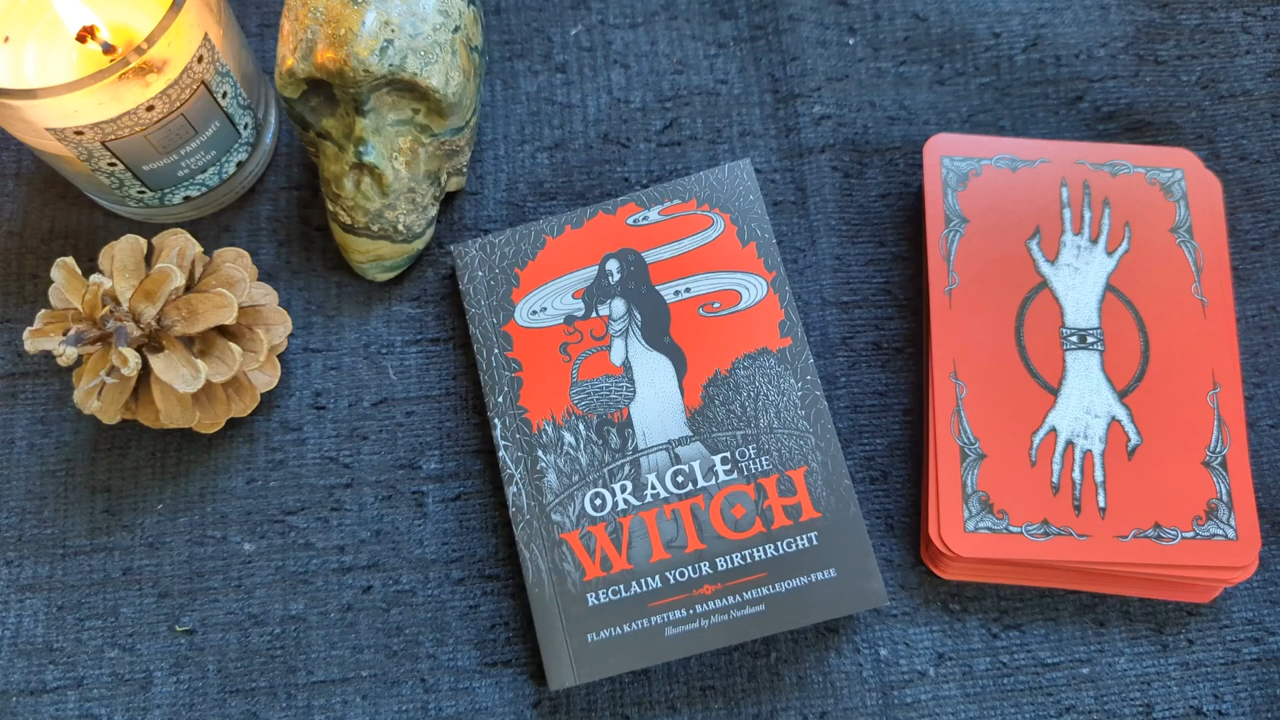 BOUGIE PARFUMÉE
Fleur
de Coton
ORACLE OF
THE
WITCH
RECLAIM YOUR BIRTHRIGHT
FLAVIA KATE PETERS • BARBARA MEIKLEJOHN-FREE
Illustrated by Mira Nurdianti